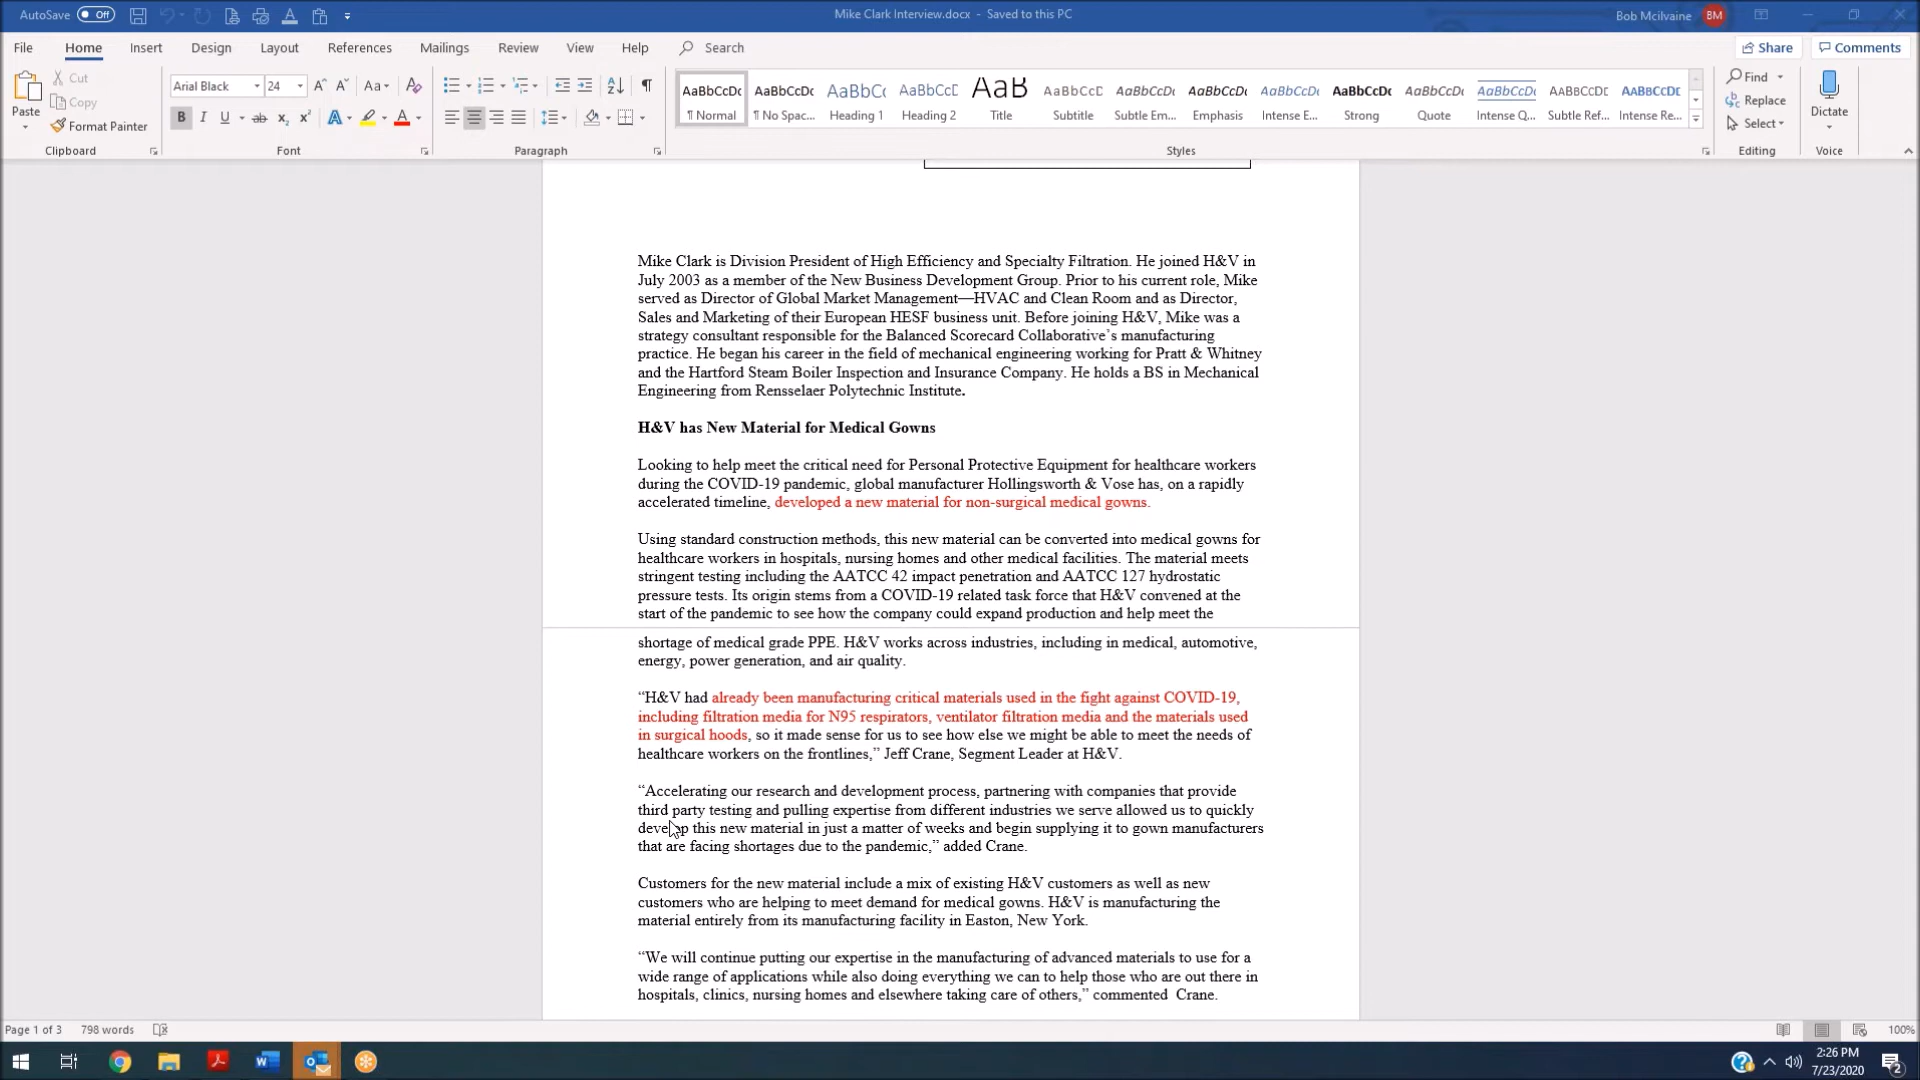 AutoSave Off
Mike Clark Interview.docx - Saved to this PC
Bob Mcilvaine BM
File Home Insert Design Layout References Mailings Review View Help Search
Share Comments
Paste
Cut
Copy
Format Painter
Clipboard
Arial Black 24
Font
Paragraph
AaBbCcDc AaBbCcDc AaBbCc AaBbCcD AaB AaBbCcD AaBbCcDc AaBbCcDc AaBbCcDc AaBbCcDc AaBbCcDc AaBbCcDc AABBCCDC AABBCCDC
¶ Normal ¶ No Spac... Heading 1 Heading 2 Title Subtitle Subtle Em... Emphasis Intense E... Strong Quote Intense Q... Subtle Ref... Intense Re...
Styles
Find
Replace
Select
Editing
Dictate
Voice
Mike Clark is Division President of High Efficiency and Specialty Filtration. He joined H&V in
July 2003 as a member of the New Business Development Group. Prior to his current role, Mike
served as Director of Global Market Management—HVAC and Clean Room and as Director,
Sales and Marketing of their European HESF business unit. Before joining H&V, Mike was a
strategy consultant responsible for the Balanced Scorecard Collaborative's manufacturing
practice. He began his career in the field of mechanical engineering working for Pratt & Whitney
and the Hartford Steam Boiler Inspection and Insurance Company. He holds a BS in Mechanical
Engineering from Rensselaer Polytechnic Institute.
H&V has New Material for Medical Gowns
Looking to help meet the critical need for Personal Protective Equipment for healthcare workers
during the COVID-19 pandemic, global manufacturer Hollingsworth & Vose has, on a rapidly
accelerated timeline, developed a new material for non-surgical medical gowns.
Using standard construction methods, this new material can be converted into medical gowns for
healthcare workers in hospitals, nursing homes and other medical facilities. The material meets
stringent testing including the AATCC 42 impact penetration and AATCC 127 hydrostatic
pressure tests. Its origin stems from a COVID-19 related task force that H&V convened at the
start of the pandemic to see how the company could expand production and help meet the
shortage of medical grade PPE. H&V works across industries, including in medical, automotive,
energy, power generation, and air quality.
“H&V had already been manufacturing critical materials used in the fight against COVID-19,
including filtration media for N95 respirators, ventilator filtration media and the materials used
in surgical hoods, so it made sense for us to see how else we might be able to meet the needs of
healthcare workers on the frontlines,” Jeff Crane, Segment Leader at H&V.
“Accelerating our research and development process, partnering with companies that provide
third party testing and pulling expertise from different industries we serve allowed us to quickly
develop this new material in just a matter of weeks and begin supplying it to gown manufacturers
that are facing shortages due to the pandemic,” added Crane.
Customers for the new material include a mix of existing H&V customers as well as new
customers who are helping to meet demand for medical gowns. H&V is manufacturing the
material entirely from its manufacturing facility in Easton, New York.
“We will continue putting our expertise in the manufacturing of advanced materials to use for a
wide range of applications while also doing everything we can to help those who are out there in
hospitals, clinics, nursing homes and elsewhere taking care of others,” commented Crane.
Page 1 of 3 798 words
100%
2:26 PM
7/23/2020
2